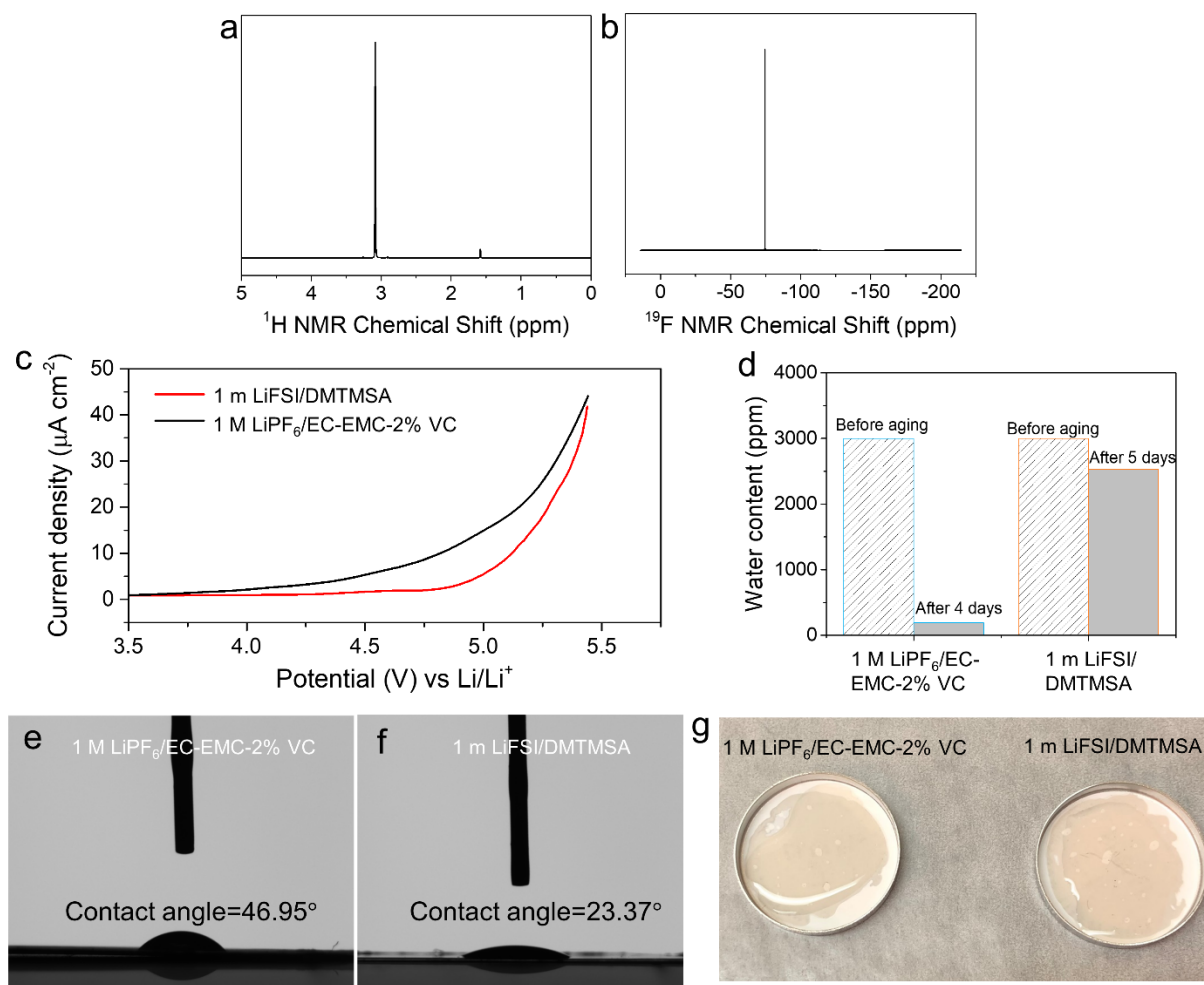 a
5 4 3 2 1 0
¹H NMR Chemical Shift (ppm)
b
0 -50 -100 -150 -200
¹⁹F NMR Chemical Shift (ppm)
c
50
40
30
20
10
0
Current density (μA cm⁻²)
1 m LiFSI/DMTMSA
1 M LiPF₆/EC-EMC-2% VC
3.5 4.0 4.5 5.0 5.5
Potential (V) vs Li/Li⁺
d
4000
3000
2000
1000
0
Water content (ppm)
Before aging
After 4 days
Before aging
After 5 days
1 M LiPF₆/EC-
EMC-2% VC
1 m LiFSI/
DMTMSA
e
1 M LiPF₆/EC-EMC-2% VC
Contact angle=46.95°
f
1 m LiFSI/DMTMSA
Contact angle=23.37°
g
1 M LiPF₆/EC-EMC-2% VC
1 m LiFSI/DMTMSA